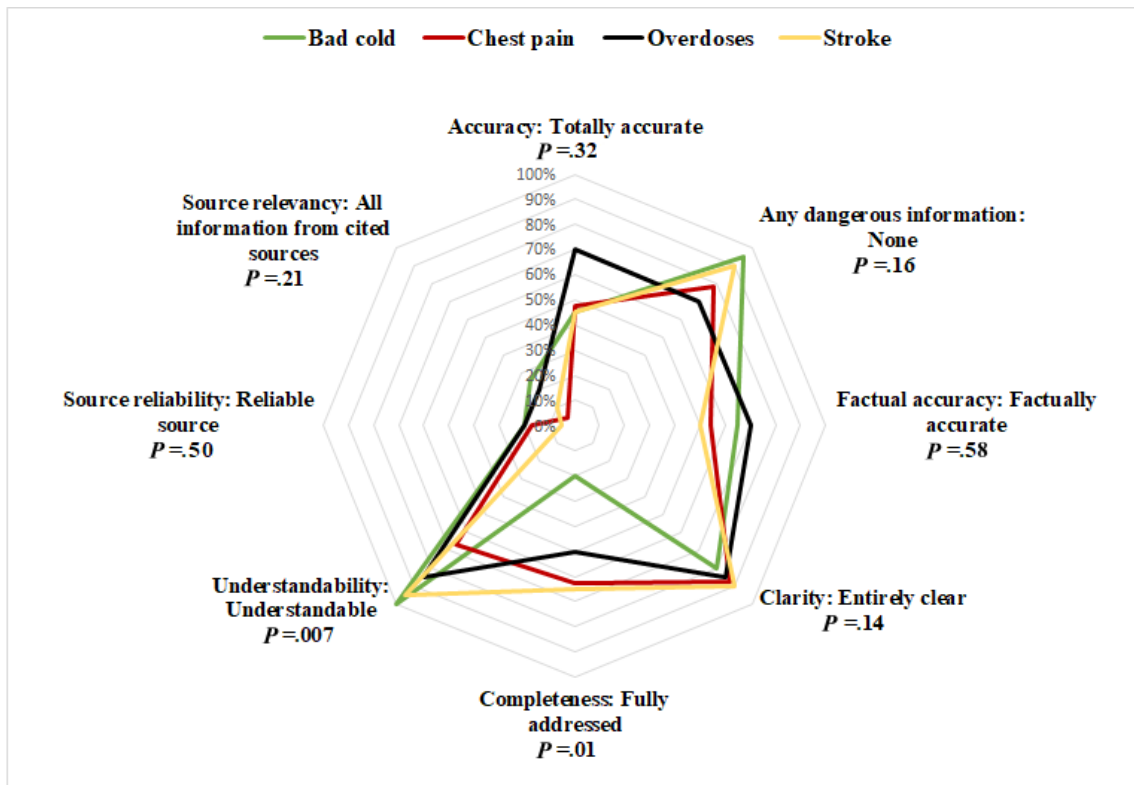 Bad cold Chest pain Overdoses Stroke
Accuracy: Totally accurate
P =.32
100%
90%
80%
70%
60%
50%
40%
30%
20%
10%
0%
Any dangerous information:
None
P =.16
Factual accuracy: Factually
accurate
P =.58
Clarity: Entirely clear
P =.14
Completeness: Fully
addressed
P =.01
Understandability:
Understandable
P =.007
Source reliability: Reliable
source
P =.50
Source relevancy: All
information from cited
sources
P =.21